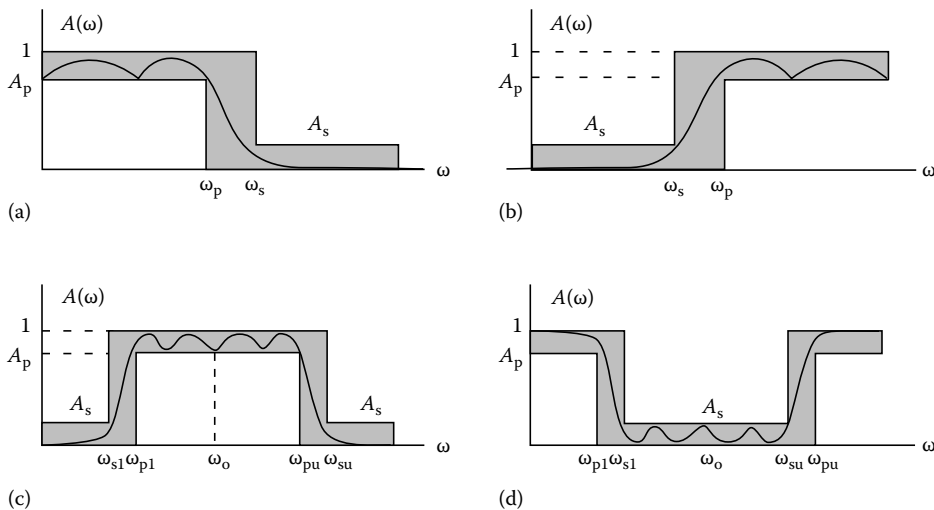 A(ω)
1
A_p
A_s
ω
ω_p ω_s
(a)
A(ω)
1
A_p
A_s
ω
ω_s ω_p
(b)
A(ω)
1
A_p
A_s A_s
ω
ω_s1 ω_p1 ω_o ω_pu ω_su
(c)
A(ω)
1
A_p
A_s
ω
ω_p1 ω_s1 ω_o ω_su ω_pu
(d)